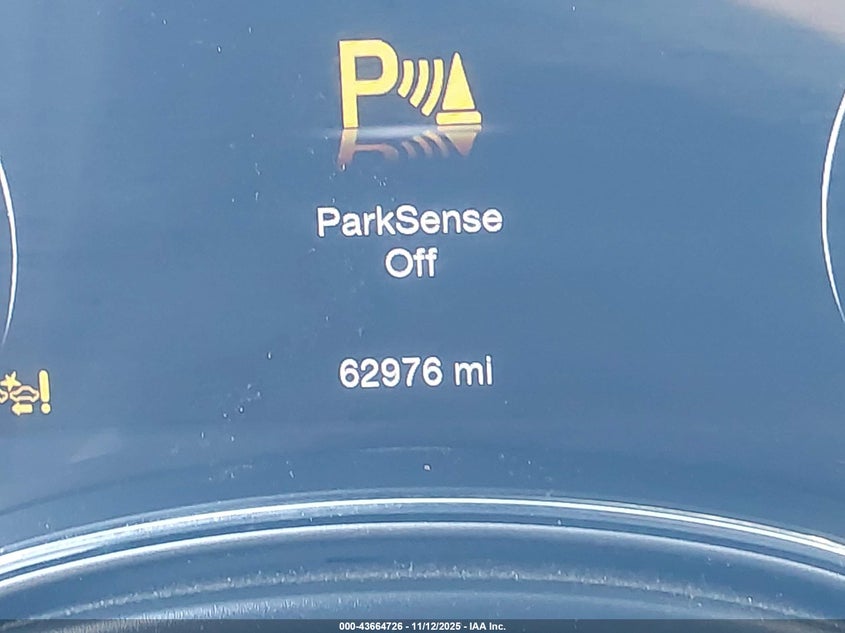 P
ParkSense
Off
62976 mi
000-43664726 - 11/12/2025 - IAA Inc.